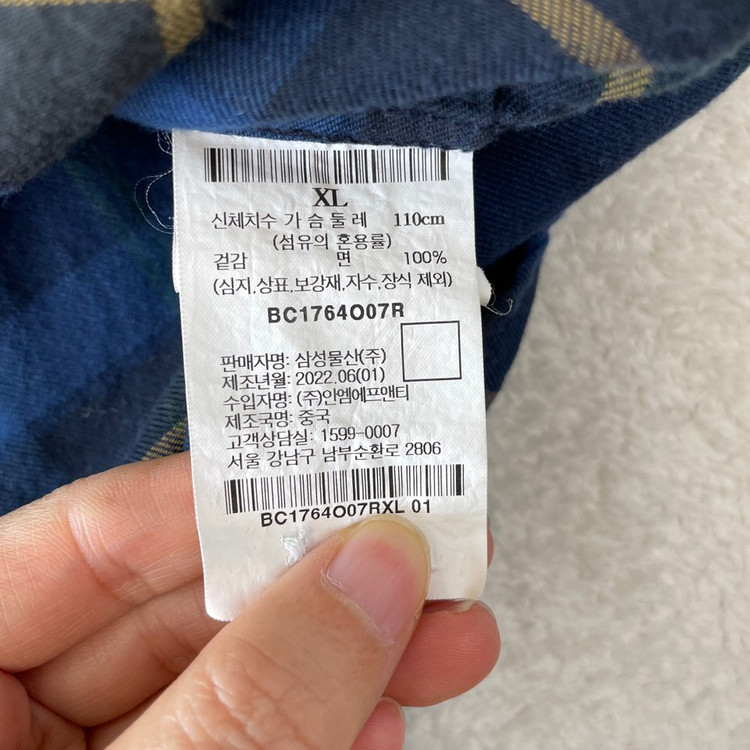 XL
신체치수 가슴둘레 110cm
(섬유의 혼용률)
겉감 면 100%
(심지,상표,보강재,자수,장식 제외)
BC1764O07R
판매자명: 삼성물산(주)
제조년월: 2022.06(01)
수입자명: (주)안엠에프앤티
제조국명: 중국
고객상담실: 1599-0007
서울 강남구 남부순환로 2806
BC1764O07RXL 01